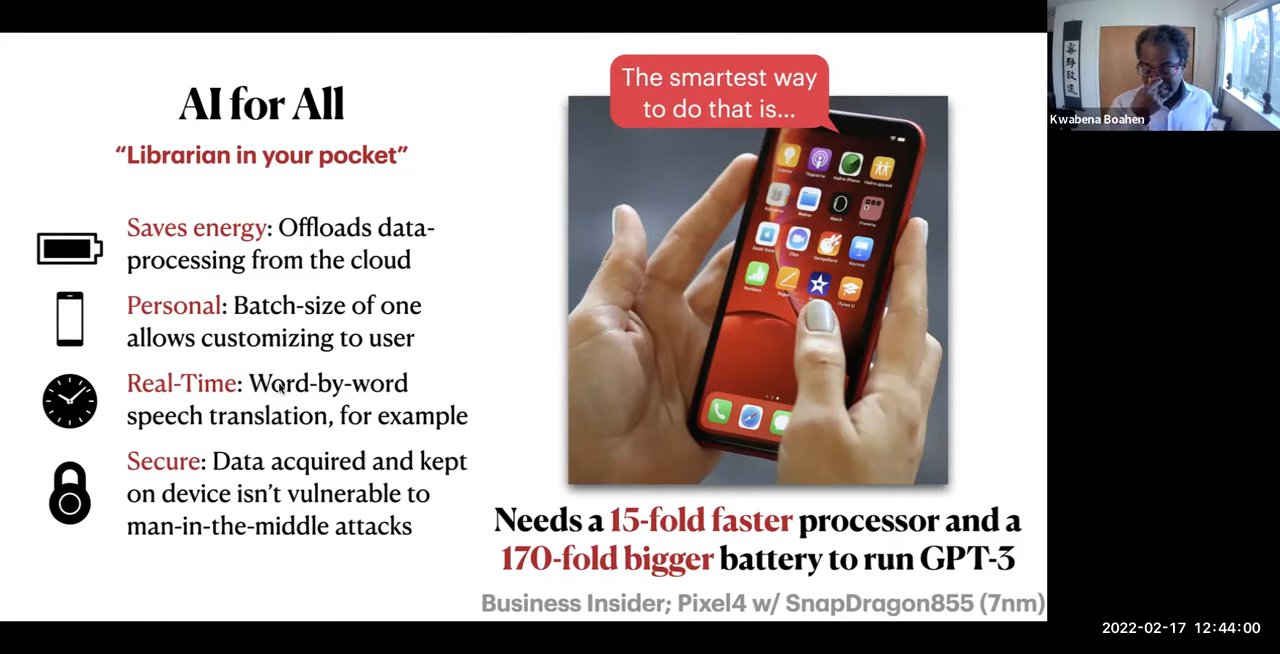 AI for All
“Librarian in your pocket”
Saves energy: Offloads data-
processing from the cloud
Personal: Batch-size of one
allows customizing to user
Real-Time: Word-by-word
speech translation, for example
Secure: Data acquired and kept
on device isn’t vulnerable to
man-in-the-middle attacks
The smartest way
to do that is...
Needs a 15-fold faster processor and a
170-fold bigger battery to run GPT-3
Business Insider; Pixel4 w/ SnapDragon855 (7nm)
Kwabena Boahen
2022-02-17 12:44:00